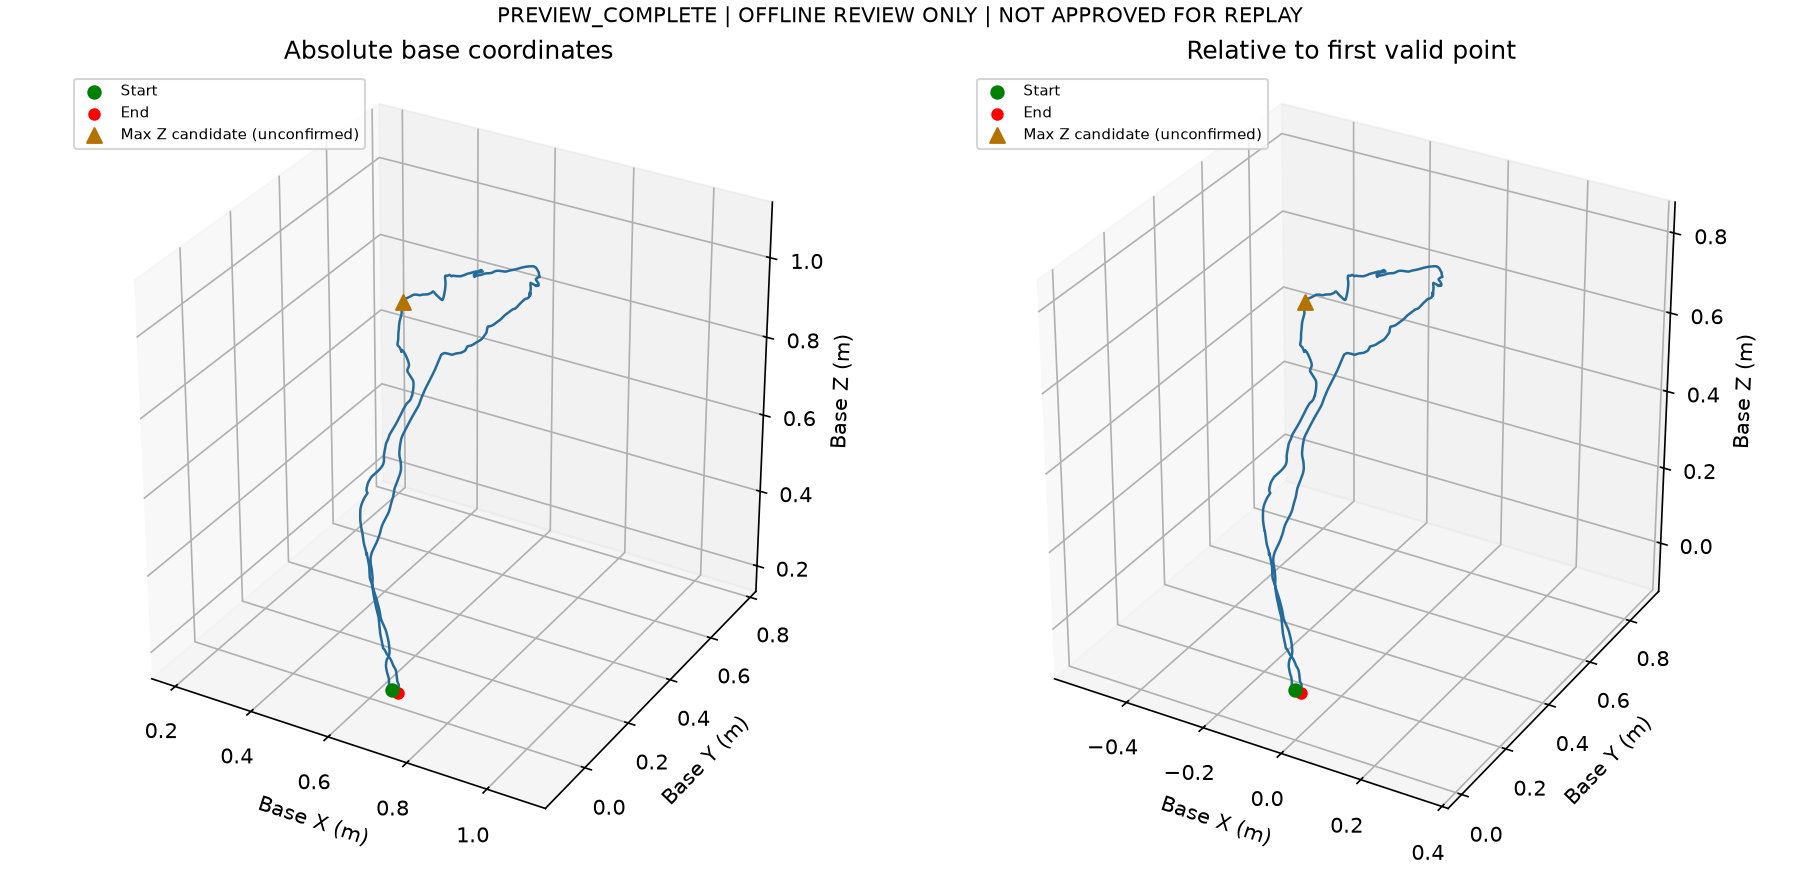 PREVIEW_COMPLETE | OFFLINE REVIEW ONLY | NOT APPROVED FOR REPLAY
Absolute base coordinates
Start
End
Max Z candidate (unconfirmed)
1.0
0.8
0.6
0.4
0.2
Base Z (m)
0.8
0.6
0.4
0.2
0.0
Base Y (m)
0.2
0.4
0.6
0.8
1.0
Base X (m)
Relative to first valid point
Start
End
Max Z candidate (unconfirmed)
0.8
0.6
0.4
0.2
0.0
Base Z (m)
0.8
0.6
0.4
0.2
0.0
Base Y (m)
−0.4
−0.2
0.0
0.2
0.4
Base X (m)